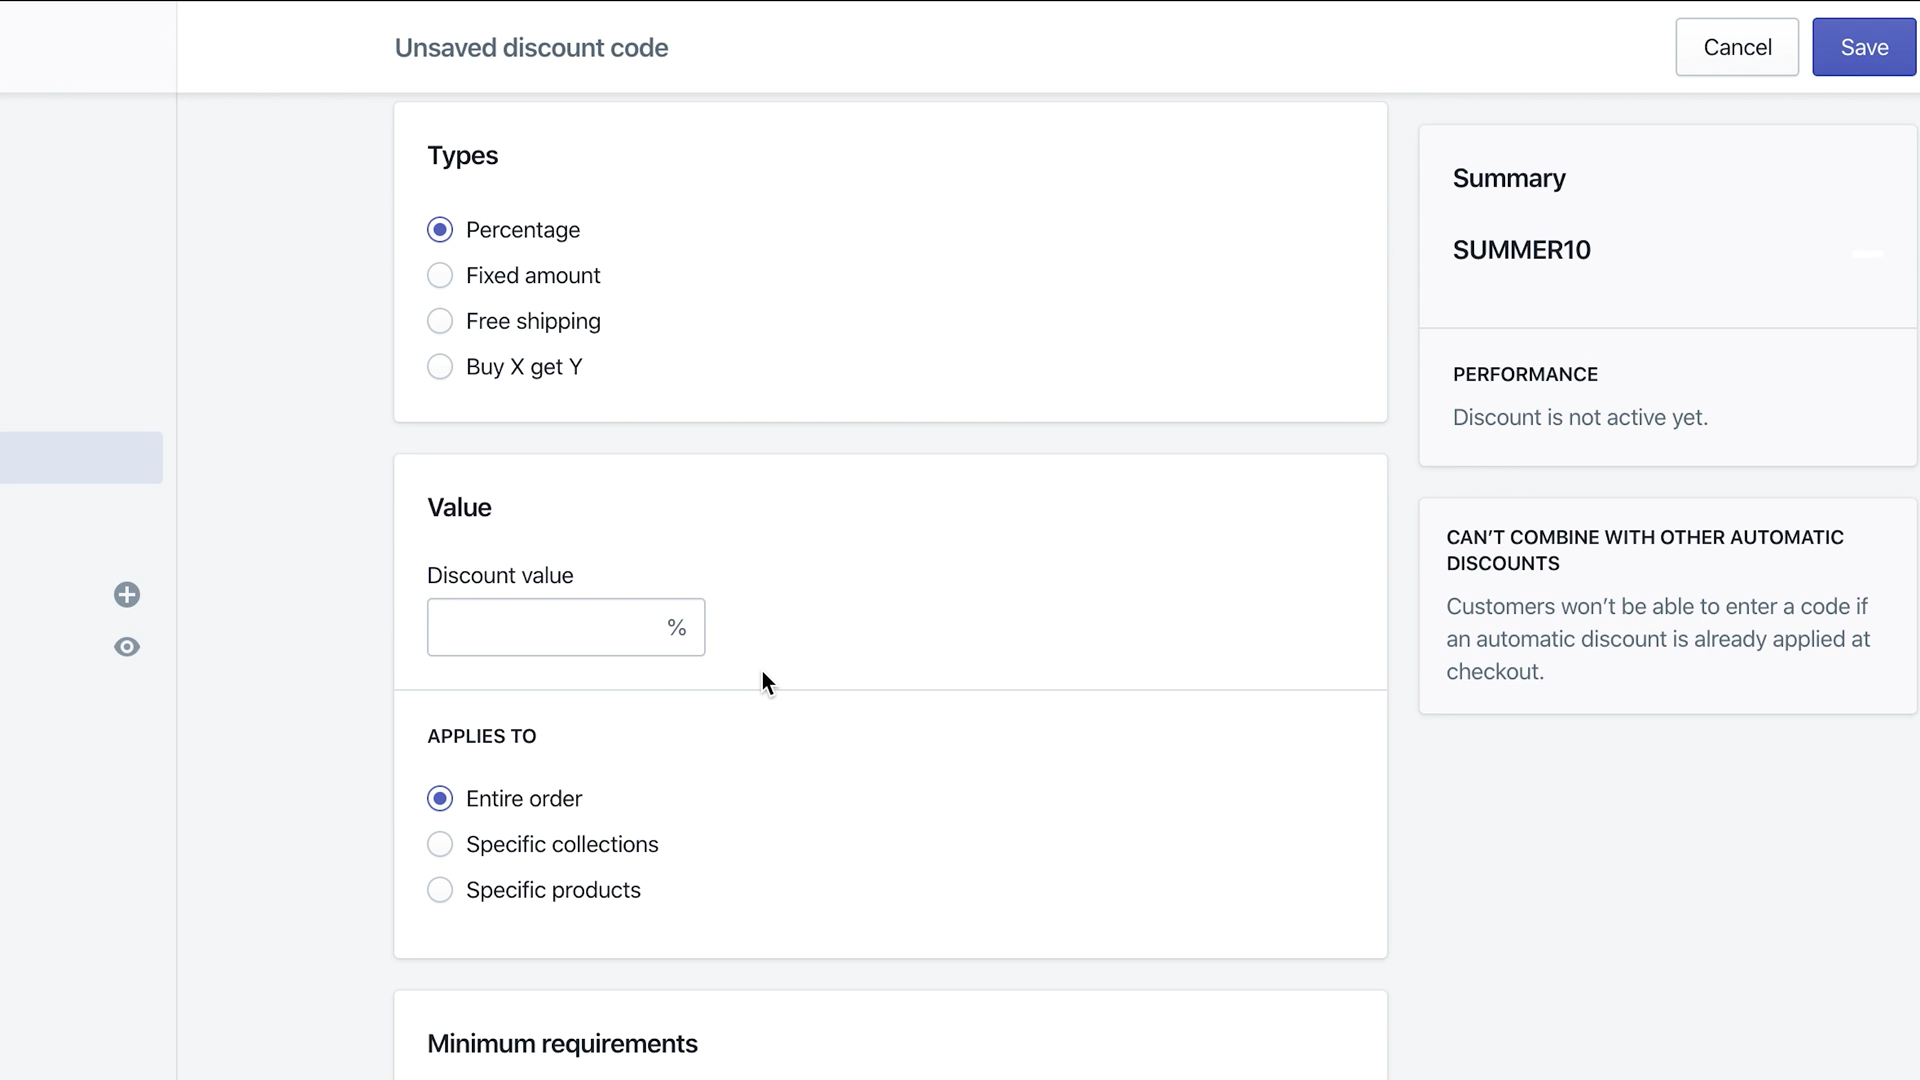 Unsaved discount code
Cancel
Save
Types
Percentage
Fixed amount
Free shipping
Buy X get Y
Value
Discount value
%
APPLIES TO
Entire order
Specific collections
Specific products
Minimum requirements
Summary
SUMMER10
PERFORMANCE
Discount is not active yet.
CAN’T COMBINE WITH OTHER AUTOMATIC
DISCOUNTS
Customers won’t be able to enter a code if
an automatic discount is already applied at
checkout.